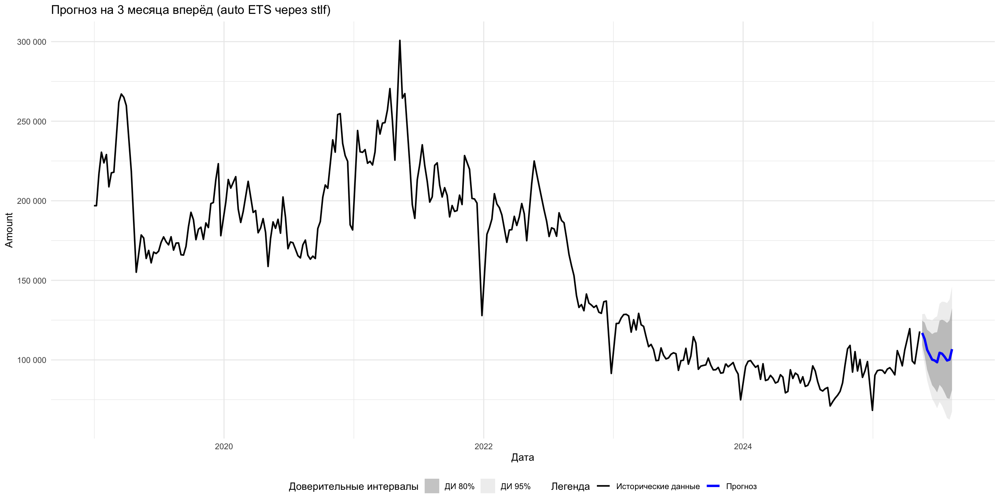 Прогноз на 3 месяца вперёд (auto ETS через stlf)
300 000
250 000
200 000
150 000
100 000
Amount
2020
2022
2024
Дата
Доверительные интервалы ДИ 80% ДИ 95% Легенда Исторические данные Прогноз